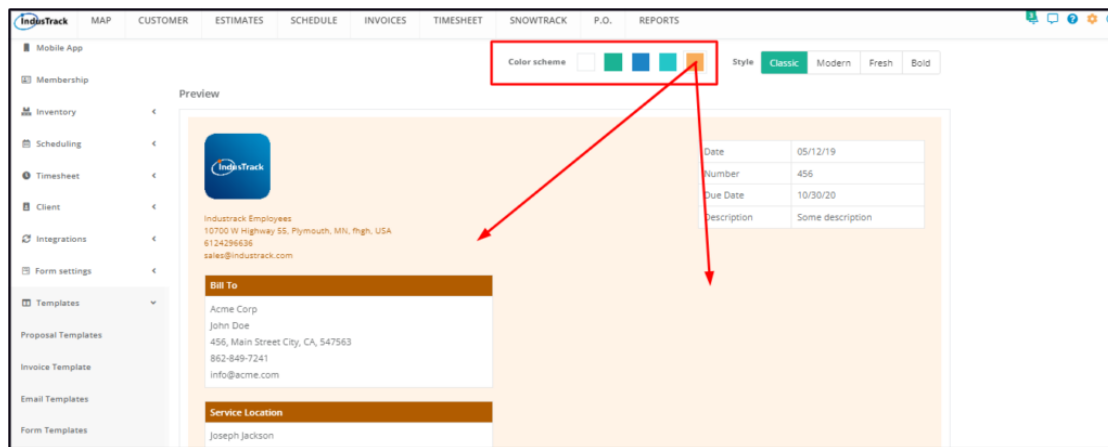 IndusTrack MAP CUSTOMER ESTIMATES SCHEDULE INVOICES TIMESHEET SNOWTRACK P.O. REPORTS 3
Mobile App
Color scheme Style Classic Modern Fresh Bold
Membership
Preview
Inventory
Scheduling
Timesheet
Client
Integrations
Form settings
Templates
Proposal Templates
Invoice Template
Email Templates
Form Templates
IndusTrack
Industrack Employees
10700 W Highway 55, Plymouth, MN, fhgh, USA
6124296636
sales@industrack.com
Date 05/12/19
Number 456
Due Date 10/30/20
Description Some description
Bill To
Acme Corp
John Doe
456, Main Street City, CA, 547563
862-849-7241
info@acme.com
Service Location
Joseph Jackson